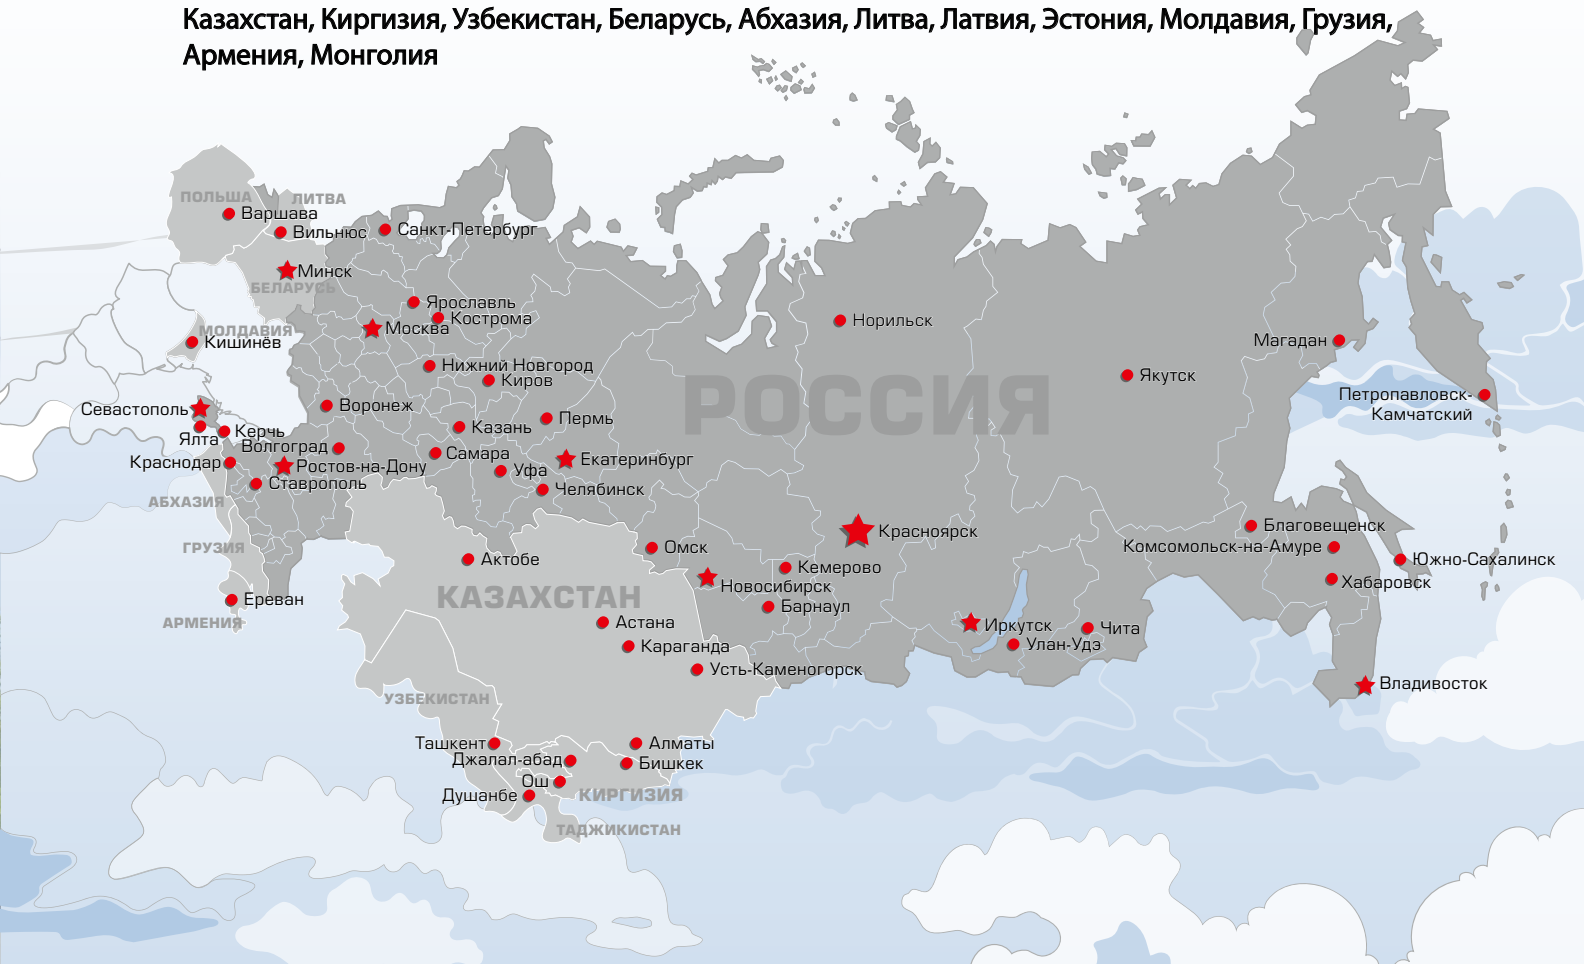 Казахстан, Киргизия, Узбекистан, Беларусь, Абхазия, Литва, Латвия, Эстония, Молдавия, Грузия,
Армения, Монголия
ПОЛЬША
ЛИТВА
Варшава
Вильнюс
Санкт-Петербург
Минск
БЕЛАРУСЬ
Ярославль
Кострома
Норильск
МОЛДАВИЯ
Москва
Кишинёв
Магадан
Нижний Новгород
Киров
Якутск
РОССИЯ
Петропавловск-
Камчатский
Севастополь
Воронеж
Ялта
Керчь
Казань
Пермь
Волгоград
Самара
Екатеринбург
Краснодар
Ростов-на-Дону
Уфа
Ставрополь
Челябинск
АБХАЗИЯ
Красноярск
Благовещенск
ГРУЗИЯ
Омск
Комсомольск-на-Амуре
Актобе
Южно-Сахалинск
Кемерово
Новосибирск
Хабаровск
КАЗАХСТАН
Ереван
Барнаул
АРМЕНИЯ
Астана
Иркутск
Чита
Караганда
Улан-Удэ
Усть-Каменогорск
Владивосток
УЗБЕКИСТАН
Ташкент
Алматы
Джалал-абад
Бишкек
Ош
Душанбе
КИРГИЗИЯ
ТАДЖИКИСТАН